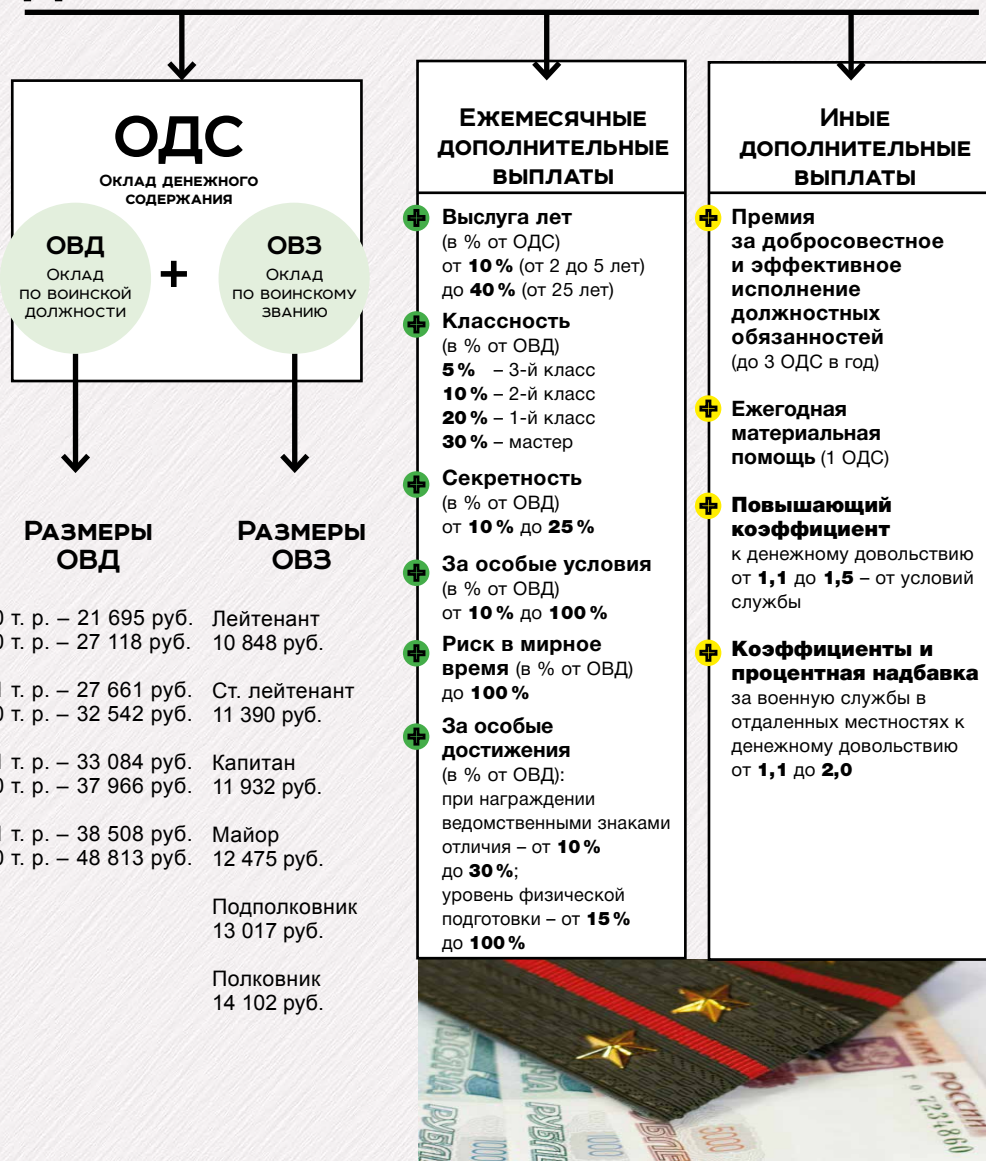 ОДС
Оклад денежного
содержания
ОВД
Оклад
по воинской
должности
+
ОВЗ
Оклад
по воинскому
званию
Размеры
ОВД
0 т. р. – 21 695 руб.
0 т. р. – 27 118 руб.
т. р. – 27 661 руб.
0 т. р. – 32 542 руб.
т. р. – 33 084 руб.
0 т. р. – 37 966 руб.
т. р. – 38 508 руб.
0 т. р. – 48 813 руб.
Размеры
ОВЗ
Лейтенант
10 848 руб.
Ст. лейтенант
11 390 руб.
Капитан
11 932 руб.
Майор
12 475 руб.
Подполковник
13 017 руб.
Полковник
14 102 руб.
Ежемесячные
дополнительные
выплаты
Выслуга лет
(в % от ОДС)
от 10 % (от 2 до 5 лет)
до 40 % (от 25 лет)
Классность
(в % от ОВД)
5 % – 3-й класс
10 % – 2-й класс
20 % – 1-й класс
30 % – мастер
Секретность
(в % от ОВД)
от 10 % до 25 %
За особые условия
(в % от ОВД)
от 10 % до 100 %
Риск в мирное
время (в % от ОВД)
до 100 %
За особые
достижения
(в % от ОВД):
при награждении
ведомственными знаками
отличия – от 10 %
до 30 %;
уровень физической
подготовки – от 15 %
до 100 %
Иные
дополнительные
выплаты
Премия
за добросовестное
и эффективное
исполнение
должностных
обязанностей
(до 3 ОДС в год)
Ежегодная
материальная
помощь (1 ОДС)
Повышающий
коэффициент
к денежному довольствию
от 1,1 до 1,5 – от условий
службы
Коэффициенты и
процентная надбавка
за военную службы в
отдаленных местностях к
денежному довольствию
от 1,1 до 2,0
БАНКА РОССИИ
7234860
5000